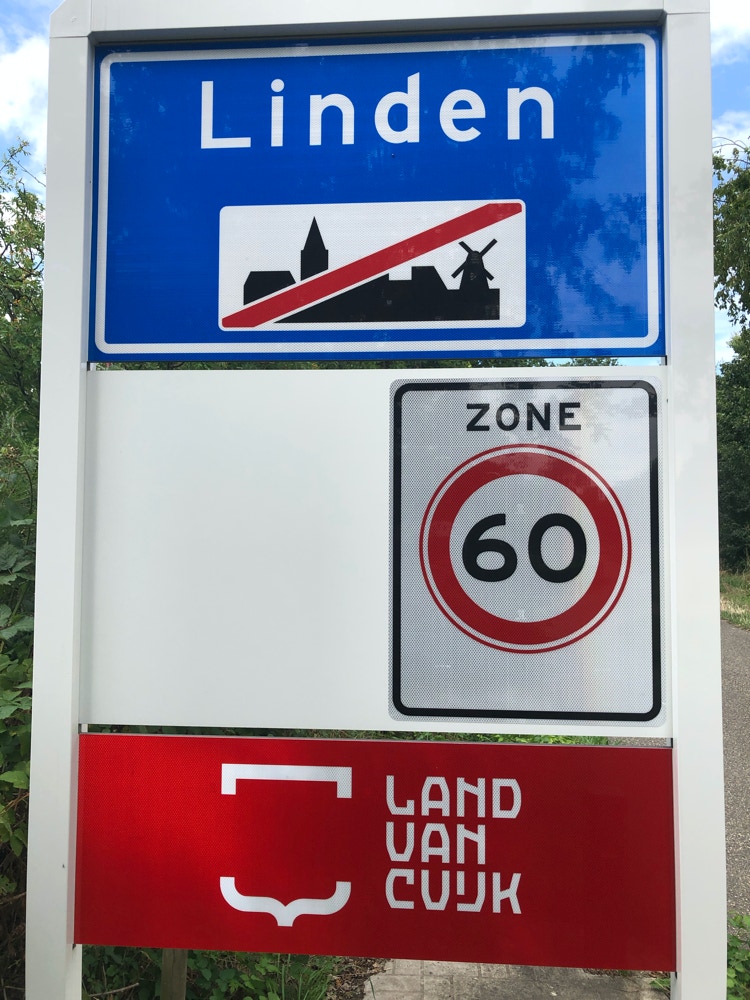 Linden
ZONE
60
LAND
VAN
CUIJK